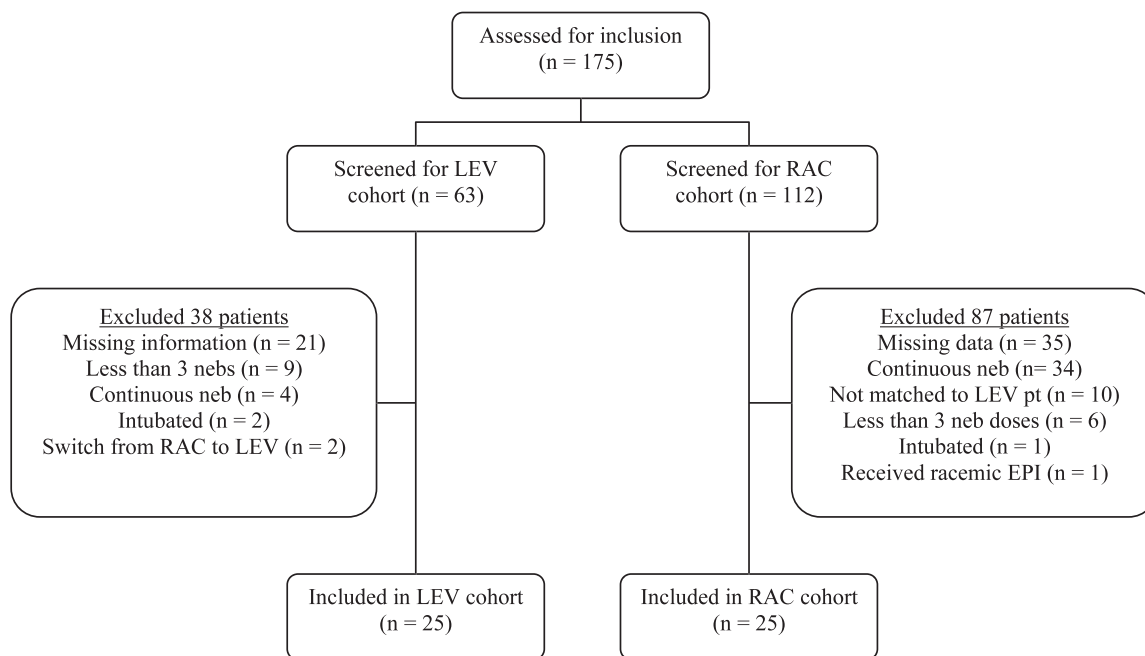 Assessed for inclusion
(n = 175)
Screened for LEV
cohort (n = 63)
Screened for RAC
cohort (n = 112)
Excluded 38 patients
Missing information (n = 21)
Less than 3 nebs (n = 9)
Continuous neb (n = 4)
Intubated (n = 2)
Switch from RAC to LEV (n = 2)
Excluded 87 patients
Missing data (n = 35)
Continuous neb (n= 34)
Not matched to LEV pt (n = 10)
Less than 3 neb doses (n = 6)
Intubated (n = 1)
Received racemic EPI (n = 1)
Included in LEV cohort
(n = 25)
Included in RAC cohort
(n = 25)